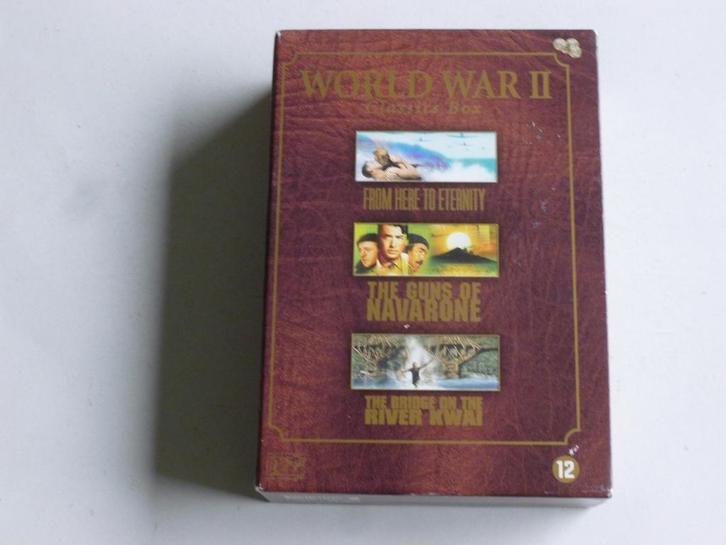 WORLD WAR II
Classics Box
FROM HERE TO ETERNITY
THE GUNS OF
NAVARONE
THE BRIDGE ON THE
RIVER KWAI
12